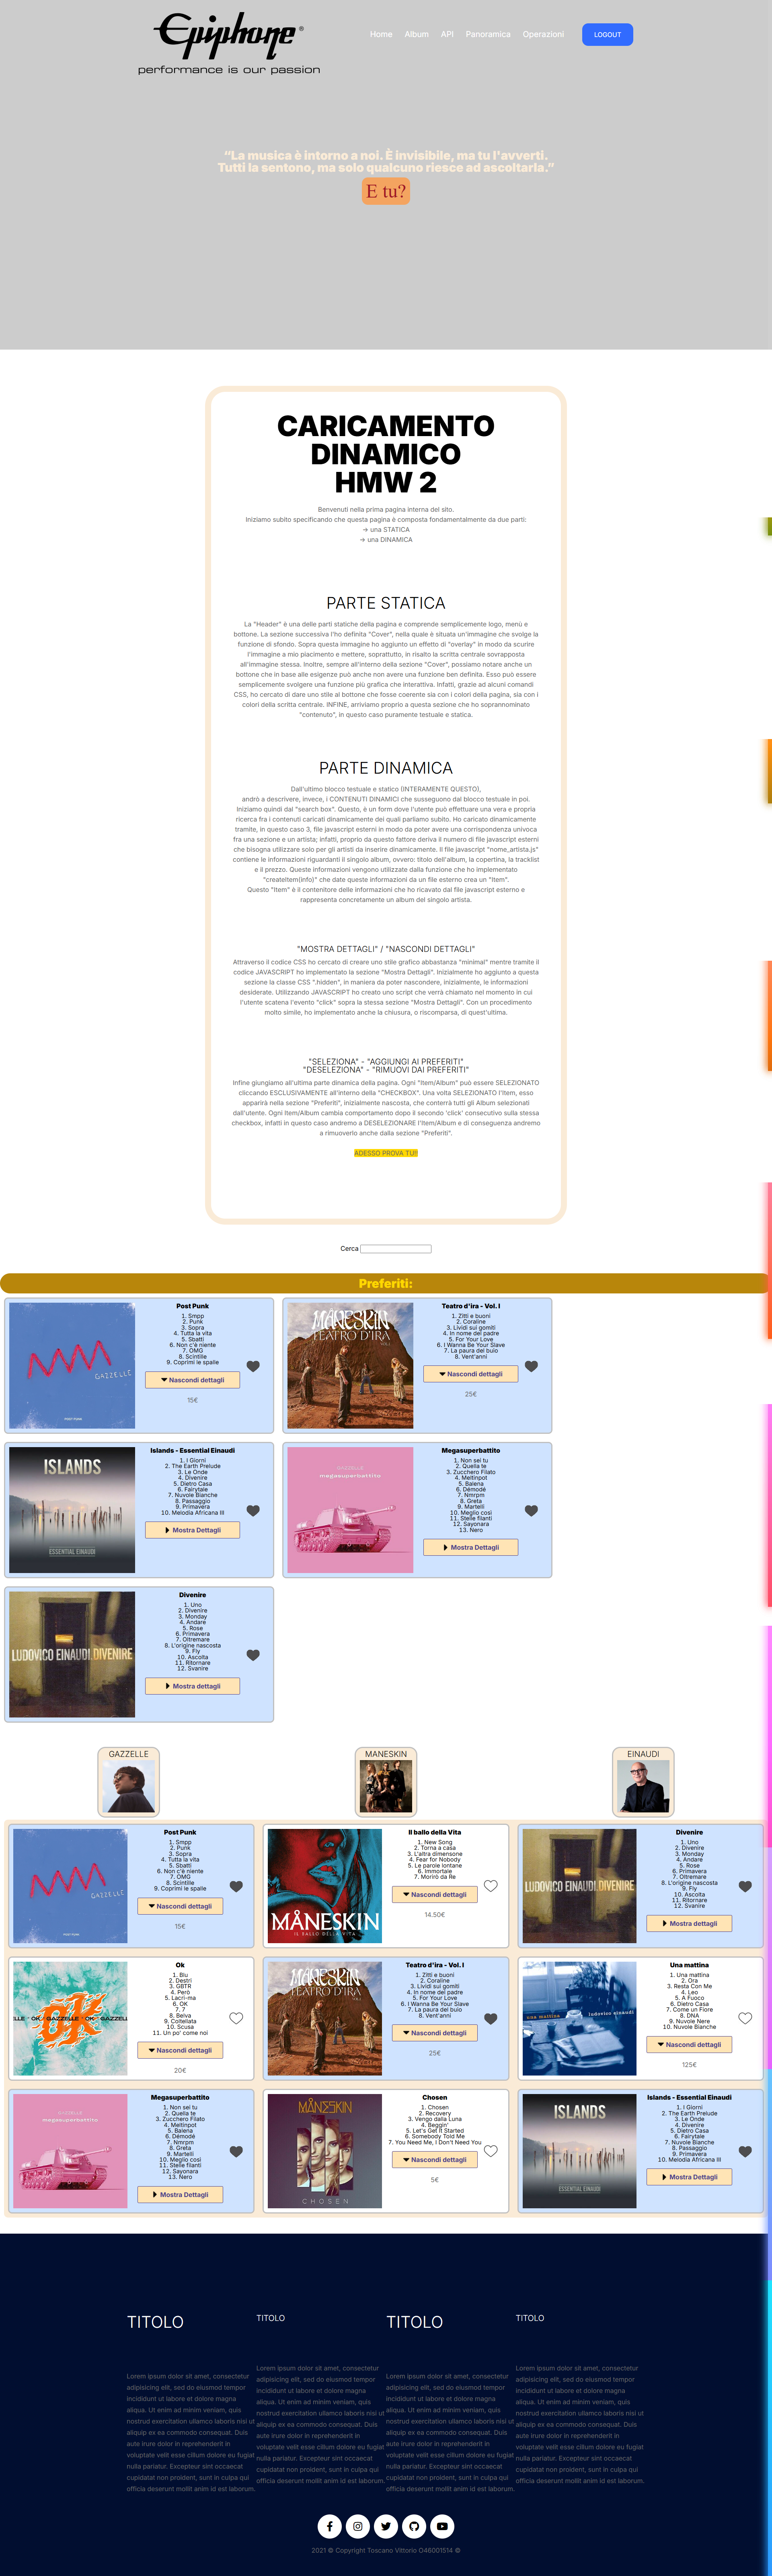 Epiphone ®
performance is our passion
Home Album API Panoramica Operazioni LOGOUT
“La musica è intorno a noi. È invisibile, ma tu l'avverti.
Tutti la sentono, ma solo qualcuno riesce ad ascoltarla.”
E tu?
CARICAMENTO
DINAMICO
HMW 2
Benvenuti nella prima pagina interna del sito.
Iniziamo subito specificando che questa pagina è composta fondamentalmente da due parti:
→ una STATICA
→ una DINAMICA
PARTE STATICA
La "Header" è una delle parti statiche della pagina e comprende semplicemente logo, menù e
bottone. La sezione successiva l'ho definita "Cover", nella quale è situata un'immagine che svolge la
funzione di sfondo. Sopra questa immagine ho aggiunto un effetto di "overlay" in modo da scurire
l'immagine a mio piacimento e mettere, soprattutto, in risalto la scritta centrale sovrapposta
all'immagine stessa. Inoltre, sempre all'interno della sezione "Cover", possiamo notare anche un
bottone che in base alle esigenze può anche non avere una funzione ben definita. Esso può essere
semplicemente svolgere una funzione più grafica che interattiva. Infatti, grazie ad alcuni comandi
CSS, ho cercato di dare uno stile al bottone che fosse coerente sia con i colori della pagina, sia con i
colori della scritta centrale. INFINE, arriviamo proprio a questa sezione che ho soprannominato
"contenuto", in questo caso puramente testuale e statica.
PARTE DINAMICA
Dall'ultimo blocco testuale e statico (INTERAMENTE QUESTO),
andrò a descrivere, invece, i CONTENUTI DINAMICI che susseguono dal blocco testuale in poi.
Iniziamo quindi dal "search box". Questo, è un form dove l'utente può effettuare una vera e propria
ricerca fra i contenuti caricati dinamicamente dei quali parliamo subito. Ho caricato dinamicamente
tramite, in questo caso 3, file javascript esterni in modo da poter avere una corrispondenza univoca
fra una sezione e un artista; infatti, proprio da questo fattore deriva il numero di file javascript esterni
che bisogna utilizzare solo per gli artisti da inserire dinamicamente. Il file javascript "nome_artista.js"
contiene le informazioni riguardanti il singolo album, ovvero: titolo dell'album, la copertina, la tracklist
e il prezzo. Queste informazioni vengono utilizzate dalla funzione che ho implementato
"createItem(info)" che date queste informazioni da un file esterno crea un "Item".
Questo "Item" è il contenitore delle informazioni che ho ricavato dal file javascript esterno e
rappresenta concretamente un album del singolo artista.
"MOSTRA DETTAGLI" / "NASCONDI DETTAGLI"
Attraverso il codice CSS ho cercato di creare uno stile grafico abbastanza "minimal" mentre tramite il
codice JAVASCRIPT ho implementato la sezione "Mostra Dettagli". Inizialmente ho aggiunto a questa
sezione la classe CSS ".hidden", in maniera da poter nascondere, inizialmente, le informazioni
desiderate. Utilizzando JAVASCRIPT ho creato uno script che verrà chiamato nel momento in cui
l'utente scatena l'evento "click" sopra la stessa sezione "Mostra Dettagli". Con un procedimento
molto simile, ho implementato anche la chiusura, o riscomparsa, di quest'ultima.
"SELEZIONA" - "AGGIUNGI AI PREFERITI"
"DESELEZIONA" - "RIMUOVI DAI PREFERITI"
Infine giungiamo all'ultima parte dinamica della pagina. Ogni "Item/Album" può essere SELEZIONATO
cliccando ESCLUSIVAMENTE all'interno della "CHECKBOX". Una volta SELEZIONATO l'item, esso
apparirà nella sezione "Preferiti", inizialmente nascosta, che conterrà tutti gli Album selezionati
dall'utente. Ogni Item/Album cambia comportamento dopo il secondo 'click' consecutivo sulla stessa
checkbox, infatti in questo caso andremo a DESELEZIONARE l'Item/Album e di conseguenza andremo
a rimuoverlo anche dalla sezione "Preferiti".
ADESSO PROVA TU!!
Cerca
Preferiti:
Post Punk
1. Smpp
2. Punk
3. Sopra
4. Tutta la vita
5. Sbatti
6. Non c'è niente
7. OMG
8. Scintille
9. Coprimi le spalle
Nascondi dettagli
15€
GAZZELLE
POST PUNK
Teatro d'ira - Vol. I
1. Zitti e buoni
2. Coraline
3. Lividi sui gomiti
4. In nome del padre
5. For Your Love
6. I Wanna Be Your Slave
7. La paura del buio
8. Vent'anni
Nascondi dettagli
25€
MÅNESKIN
TEATRO D'IRA
Islands - Essential Einaudi
1. I Giorni
2. The Earth Prelude
3. Le Onde
4. Divenire
5. Dietro Casa
6. Fairytale
7. Nuvole Bianche
8. Passaggio
9. Primavera
10. Melodia Africana III
Mostra Dettagli
ISLANDS
ESSENTIAL EINAUDI
Megasuperbattito
1. Non sei tu
2. Quella te
3. Zucchero Filato
4. Meltinpot
5. Balena
6. Démodé
7. Nmrpm
8. Greta
9. Martelli
10. Meglio così
11. Stelle filanti
12. Sayonara
13. Nero
Mostra Dettagli
GAZZELLE
megasuperbattito
Divenire
1. Uno
2. Divenire
3. Monday
4. Andare
5. Rose
6. Primavera
7. Oltremare
8. L'origine nascosta
9. Fly
10. Ascolta
11. Ritornare
12. Svanire
Mostra dettagli
LUDOVICO EINAUDI.DIVENIRE
GAZZELLE
MANESKIN
EINAUDI
Post Punk
1. Smpp
2. Punk
3. Sopra
4. Tutta la vita
5. Sbatti
6. Non c'è niente
7. OMG
8. Scintille
9. Coprimi le spalle
Nascondi dettagli
15€
GAZZELLE
POST PUNK
Il ballo della Vita
1. New Song
2. Torna a casa
3. L'altra dimensone
4. Fear for Nobody
5. Le parole lontane
6. Immortale
7. Morirò da Re
Nascondi dettagli
14.50€
MÅNESKIN
IL BALLO DELLA VITA
Divenire
1. Uno
2. Divenire
3. Monday
4. Andare
5. Rose
6. Primavera
7. Oltremare
8. L'origine nascosta
9. Fly
10. Ascolta
11. Ritornare
12. Svanire
Mostra dettagli
LUDOVICO EINAUDI.DIVENIRE
Ok
1. Blu
2. Destri
3. GBTR
4. Però
5. Lacri-ma
6. OK
7. 7
8. Belva
9. Coltellata
10. Scusa
11. Un po' come noi
Nascondi dettagli
20€
LLE · OK · GAZZELLE · OK · GAZZELL
OK
Teatro d'ira - Vol. I
1. Zitti e buoni
2. Coraline
3. Lividi sui gomiti
4. In nome del padre
5. For Your Love
6. I Wanna Be Your Slave
7. La paura del buio
8. Vent'anni
Nascondi dettagli
25€
MÅNESKIN
TEATRO D'IRA
Una mattina
1. Una mattina
2. Ora
3. Resta Con Me
4. Leo
5. A Fuoco
6. Dietro Casa
7. Come un Fiore
8. DNA
9. Nuvole Nere
10. Nuvole Bianche
Nascondi dettagli
125€
una mattina
ludovico einaudi
Megasuperbattito
1. Non sei tu
2. Quella te
3. Zucchero Filato
4. Meltinpot
5. Balena
6. Démodé
7. Nmrpm
8. Greta
9. Martelli
10. Meglio così
11. Stelle filanti
12. Sayonara
13. Nero
Mostra Dettagli
GAZZELLE
megasuperbattito
Chosen
1. Chosen
2. Recovery
3. Vengo dalla Luna
4. Beggin'
5. Let's Get It Started
6. Somebody Told Me
7. You Need Me, I Don't Need You
Nascondi dettagli
5€
MÅNESKIN
CHOSEN
Islands - Essential Einaudi
1. I Giorni
2. The Earth Prelude
3. Le Onde
4. Divenire
5. Dietro Casa
6. Fairytale
7. Nuvole Bianche
8. Passaggio
9. Primavera
10. Melodia Africana III
Mostra Dettagli
ISLANDS
ESSENTIAL EINAUDI
TITOLO
Lorem ipsum dolor sit amet, consectetur
adipisicing elit, sed do eiusmod tempor
incididunt ut labore et dolore magna
aliqua. Ut enim ad minim veniam, quis
nostrud exercitation ullamco laboris nisi ut
aliquip ex ea commodo consequat. Duis
aute irure dolor in reprehenderit in
voluptate velit esse cillum dolore eu fugiat
nulla pariatur. Excepteur sint occaecat
cupidatat non proident, sunt in culpa qui
officia deserunt mollit anim id est laborum.
TITOLO
Lorem ipsum dolor sit amet, consectetur
adipisicing elit, sed do eiusmod tempor
incididunt ut labore et dolore magna
aliqua. Ut enim ad minim veniam, quis
nostrud exercitation ullamco laboris nisi ut
aliquip ex ea commodo consequat. Duis
aute irure dolor in reprehenderit in
voluptate velit esse cillum dolore eu fugiat
nulla pariatur. Excepteur sint occaecat
cupidatat non proident, sunt in culpa qui
officia deserunt mollit anim id est laborum.
TITOLO
Lorem ipsum dolor sit amet, consectetur
adipisicing elit, sed do eiusmod tempor
incididunt ut labore et dolore magna
aliqua. Ut enim ad minim veniam, quis
nostrud exercitation ullamco laboris nisi ut
aliquip ex ea commodo consequat. Duis
aute irure dolor in reprehenderit in
voluptate velit esse cillum dolore eu fugiat
nulla pariatur. Excepteur sint occaecat
cupidatat non proident, sunt in culpa qui
officia deserunt mollit anim id est laborum.
TITOLO
Lorem ipsum dolor sit amet, consectetur
adipisicing elit, sed do eiusmod tempor
incididunt ut labore et dolore magna
aliqua. Ut enim ad minim veniam, quis
nostrud exercitation ullamco laboris nisi ut
aliquip ex ea commodo consequat. Duis
aute irure dolor in reprehenderit in
voluptate velit esse cillum dolore eu fugiat
nulla pariatur. Excepteur sint occaecat
cupidatat non proident, sunt in culpa qui
officia deserunt mollit anim id est laborum.
2021 © Copyright Toscano Vittorio O46001514 ©